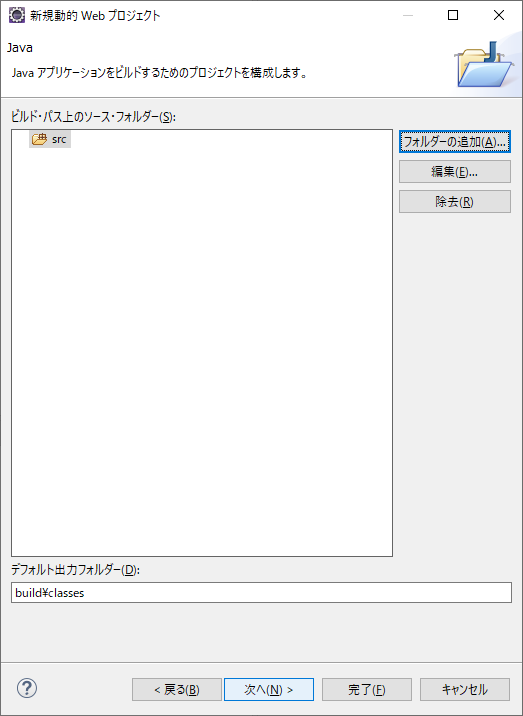 新規動的 Web プロジェクト
Java
Java アプリケーションをビルドするためのプロジェクトを構成します。
ビルド・パス上のソース・フォルダー(S):
src
フォルダーの追加(A)...
編集(E)...
除去(R)
デフォルト出力フォルダー(D):
build¥classes
?
< 戻る(B)
次へ(N) >
完了(F)
キャンセル